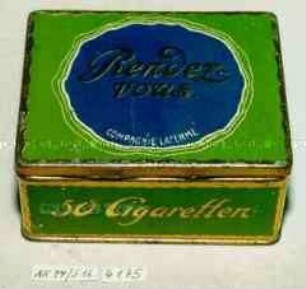 Rendez-
vous
COMPAGNIE LAFERME
50 Cigaretten